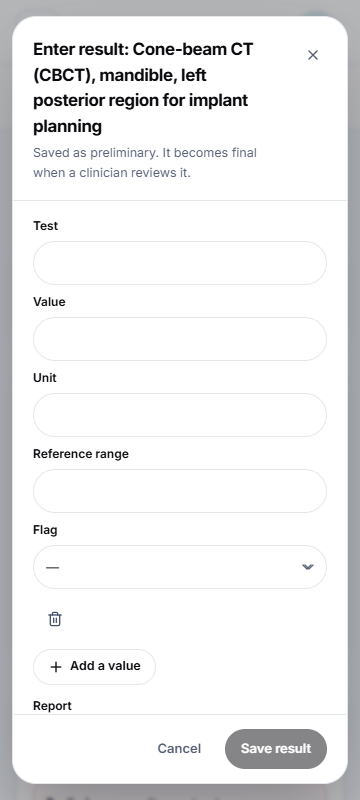 Enter result: Cone-beam CT
(CBCT), mandible, left
posterior region for implant
planning
Saved as preliminary. It becomes final
when a clinician reviews it.
Test
Value
Unit
Reference range
Flag
—
Add a value
Report
Cancel
Save result